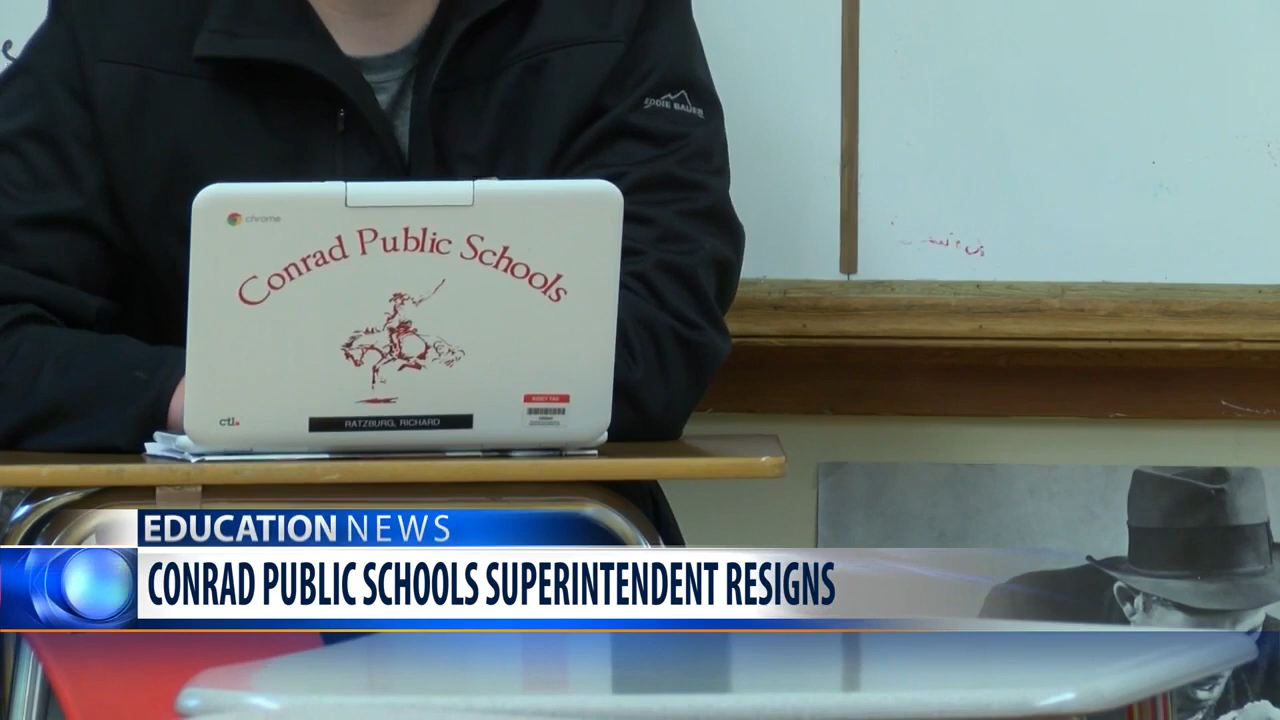 EDDIE BAUER
chrome
Conrad Public Schools
ctl.
RATZBURG, RICHARD
ASSET TAG
EDUCATION NEWS
CONRAD PUBLIC SCHOOLS SUPERINTENDENT RESIGNS